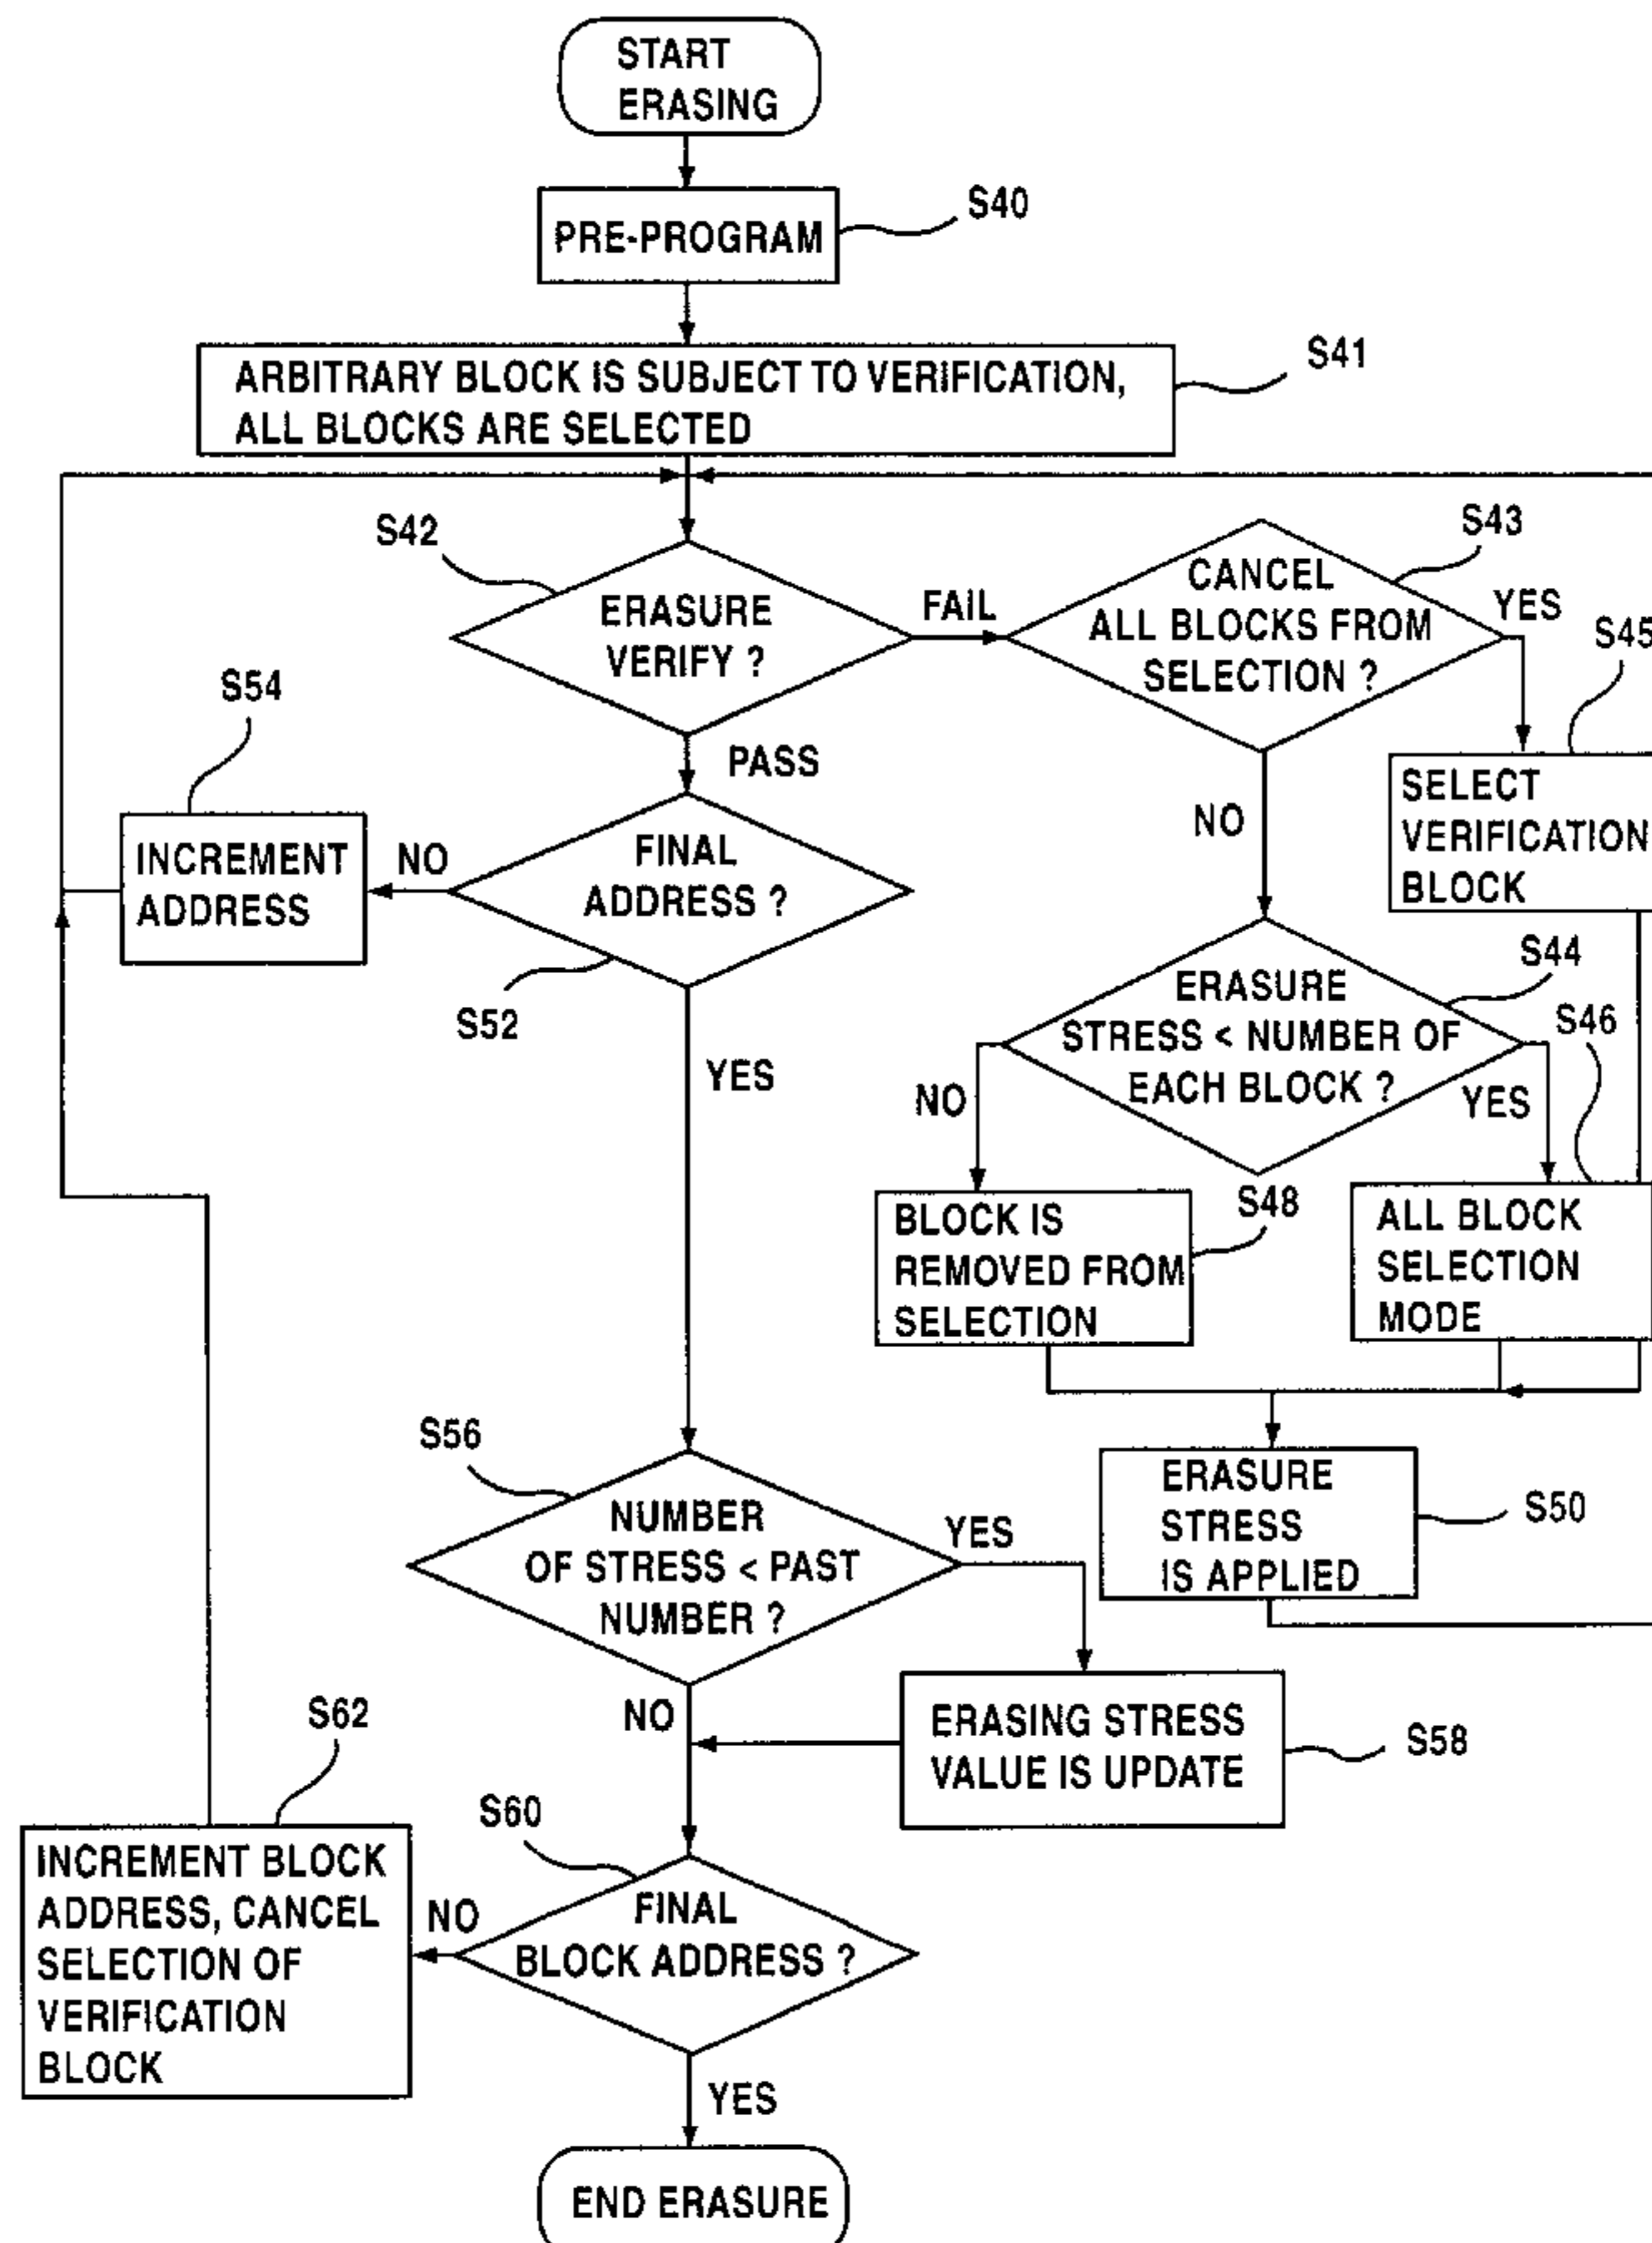 START
ERASING
S40
PRE-PROGRAM
S41
ARBITRARY BLOCK IS SUBJECT TO VERIFICATION,
ALL BLOCKS ARE SELECTED
S42
ERASURE
VERIFY ?
FAIL
S43
CANCEL
ALL BLOCKS FROM
SELECTION ?
YES
S45
SELECT
VERIFICATION
BLOCK
NO
PASS
S54
INCREMENT
ADDRESS
NO
FINAL
ADDRESS ?
S52
YES
S44
ERASURE
STRESS < NUMBER OF
EACH BLOCK ?
NO
YES
S46
S48
BLOCK IS
REMOVED FROM
SELECTION
ALL BLOCK
SELECTION
MODE
ERASURE
STRESS
IS APPLIED
S50
S56
NUMBER
OF STRESS < PAST
NUMBER ?
YES
NO
ERASING STRESS
VALUE IS UPDATE
S58
S62
S60
INCREMENT BLOCK
ADDRESS, CANCEL
SELECTION OF
VERIFICATION
BLOCK
NO
FINAL
BLOCK ADDRESS ?
YES
END ERASURE